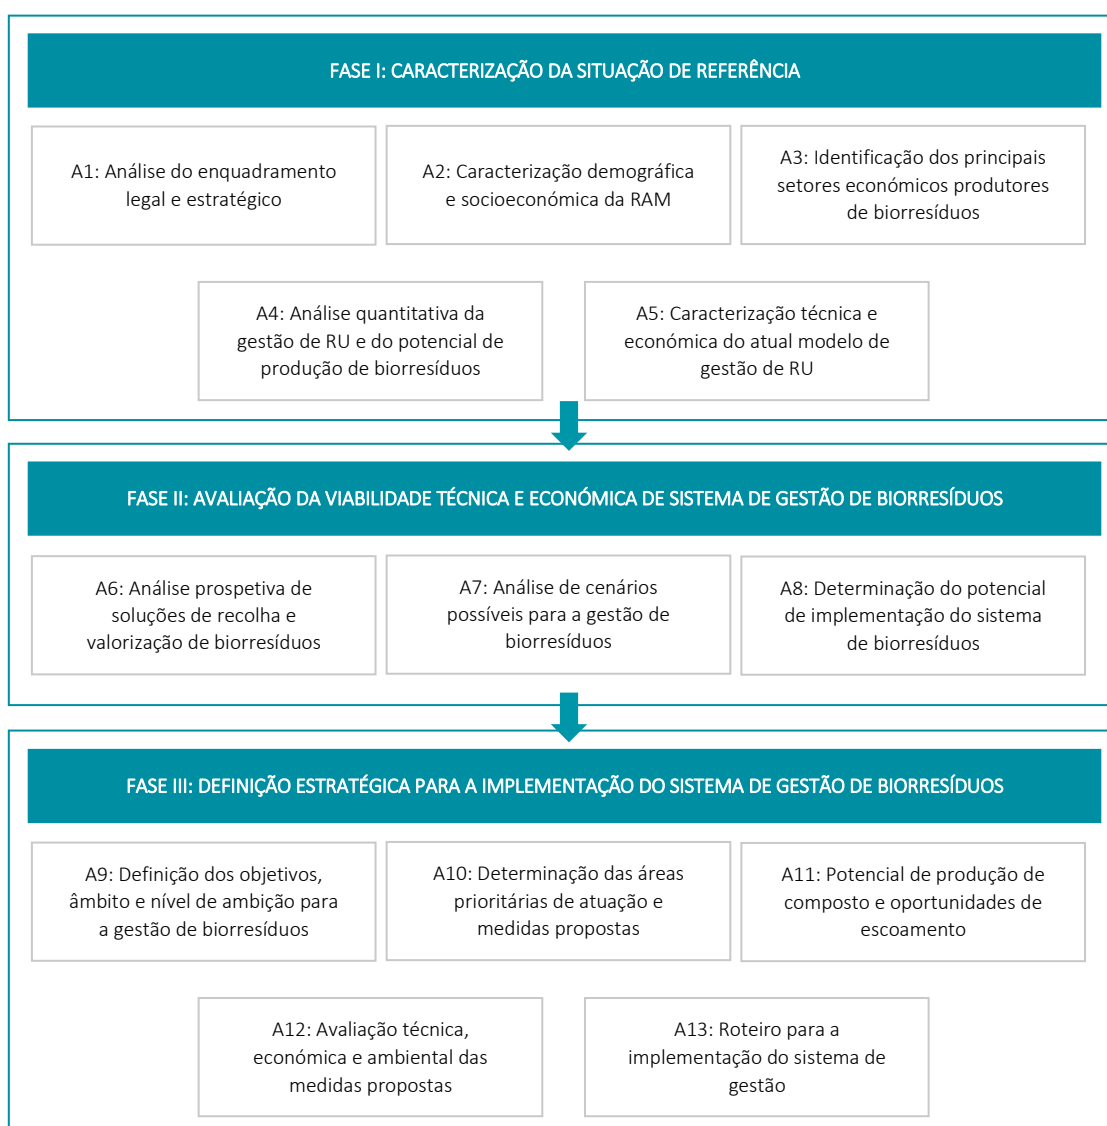 FASE I: CARACTERIZAÇÃO DA SITUAÇÃO DE REFERÊNCIA
A1: Análise do enquadramento
legal e estratégico
A2: Caracterização demográfica
e socioeconómica da RAM
A3: Identificação dos principais
setores económicos produtores
de biorresíduos
A4: Análise quantitativa da
gestão de RU e do potencial de
produção de biorresíduos
A5: Caracterização técnica e
económica do atual modelo de
gestão de RU
FASE II: AVALIAÇÃO DA VIABILIDADE TÉCNICA E ECONÓMICA DE SISTEMA DE GESTÃO DE BIORRESÍDUOS
A6: Análise prospetiva de
soluções de recolha e
valorização de biorresíduos
A7: Análise de cenários
possíveis para a gestão de
biorresíduos
A8: Determinação do potencial
de implementação do sistema
de biorresíduos
FASE III: DEFINIÇÃO ESTRATÉGICA PARA A IMPLEMENTAÇÃO DO SISTEMA DE GESTÃO DE BIORRESÍDUOS
A9: Definição dos objetivos,
âmbito e nível de ambição para
a gestão de biorresíduos
A10: Determinação das áreas
prioritárias de atuação e
medidas propostas
A11: Potencial de produção de
composto e oportunidades de
escoamento
A12: Avaliação técnica,
económica e ambiental das
medidas propostas
A13: Roteiro para a
implementação do sistema de
gestão